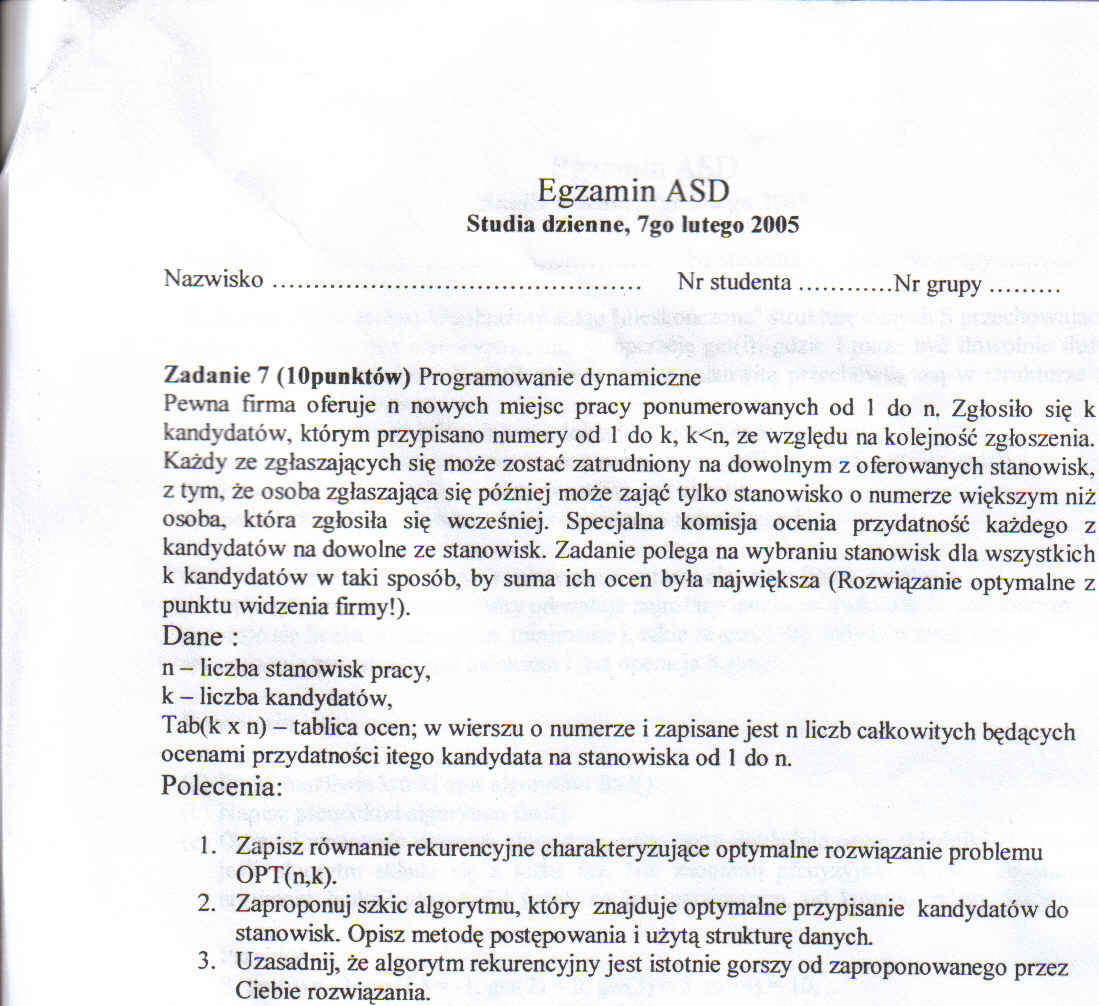 Egzamin ASD
Studia dzienne, 7go lutego 2005
Nazwisko ............................................. Nr studenta ............Nr grupy .........
Zadanie 7 (10punktów) Programowanie dynamiczne
Pewna firma oferuje n nowych miejsc pracy ponumerowanych od 1 do n. Zgłosiło się k
kandydatów, którym przypisano numery od 1 do k, k<n, ze względu na kolejność zgłoszenia.
Każdy ze zgłaszających się może zostać zatrudniony na dowolnym z oferowanych stanowisk,
z tym, że osoba zgłaszająca się później może zająć tylko stanowisko o numerze większym niż
osoba, która zgłosiła się wcześniej. Specjalna komisja ocenia przydatność każdego z
kandydatów na dowolne ze stanowisk. Zadanie polega na wybraniu stanowisk dla wszystkich
k kandydatów w taki sposób, by suma ich ocen była największa (Rozwiązanie optymalne z
punktu widzenia firmy!).
Dane :
n – liczba stanowisk pracy,
k – liczba kandydatów,
Tab(k x n) – tablica ocen; w wierszu o numerze i zapisane jest n liczb całkowitych będących
ocenami przydatności itego kandydata na stanowiska od 1 do n.
Polecenia:
1. Zapisz równanie rekurencyjne charakteryzujące optymalne rozwiązanie problemu
OPT(n,k).
2. Zaproponuj szkic algorytmu, który znajduje optymalne przypisanie kandydatów do
stanowisk. Opisz metodę postępowania i użytą strukturę danych.
3. Uzasadnij, że algorytm rekurencyjny jest istotnie gorszy od zaproponowanego przez
Ciebie rozwiązania.